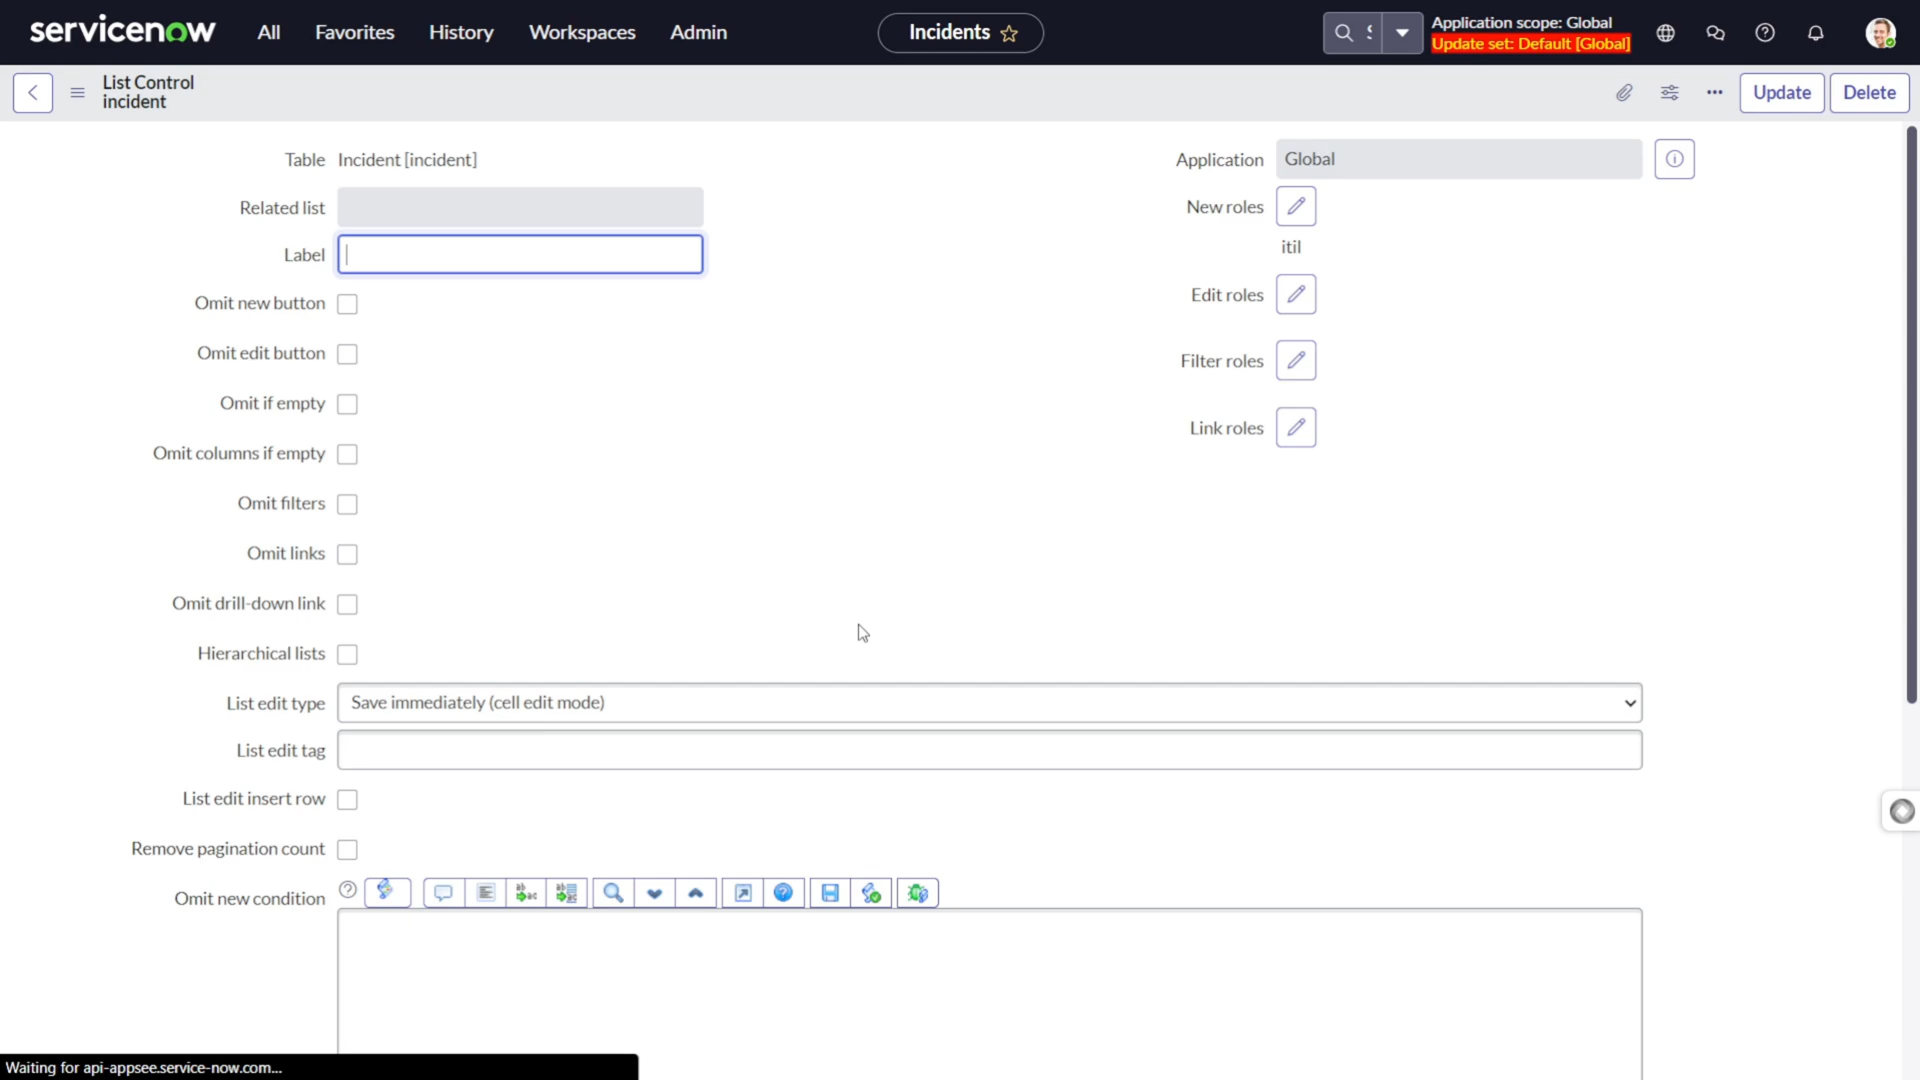 servicenow
All
Favorites
History
Workspaces
Admin
Incidents
Application scope: Global
Update set: Default [Global]
List Control
incident
Update
Delete
Table
Incident [incident]
Application
Global
Related list
New roles
itil
Label
Edit roles
Omit new button
Omit edit button
Filter roles
Omit if empty
Link roles
Omit columns if empty
Omit filters
Omit links
Omit drill-down link
Hierarchical lists
List edit type
Save immediately (cell edit mode)
List edit tag
List edit insert row
Remove pagination count
Omit new condition
Waiting for api-appsee.service-now.com...